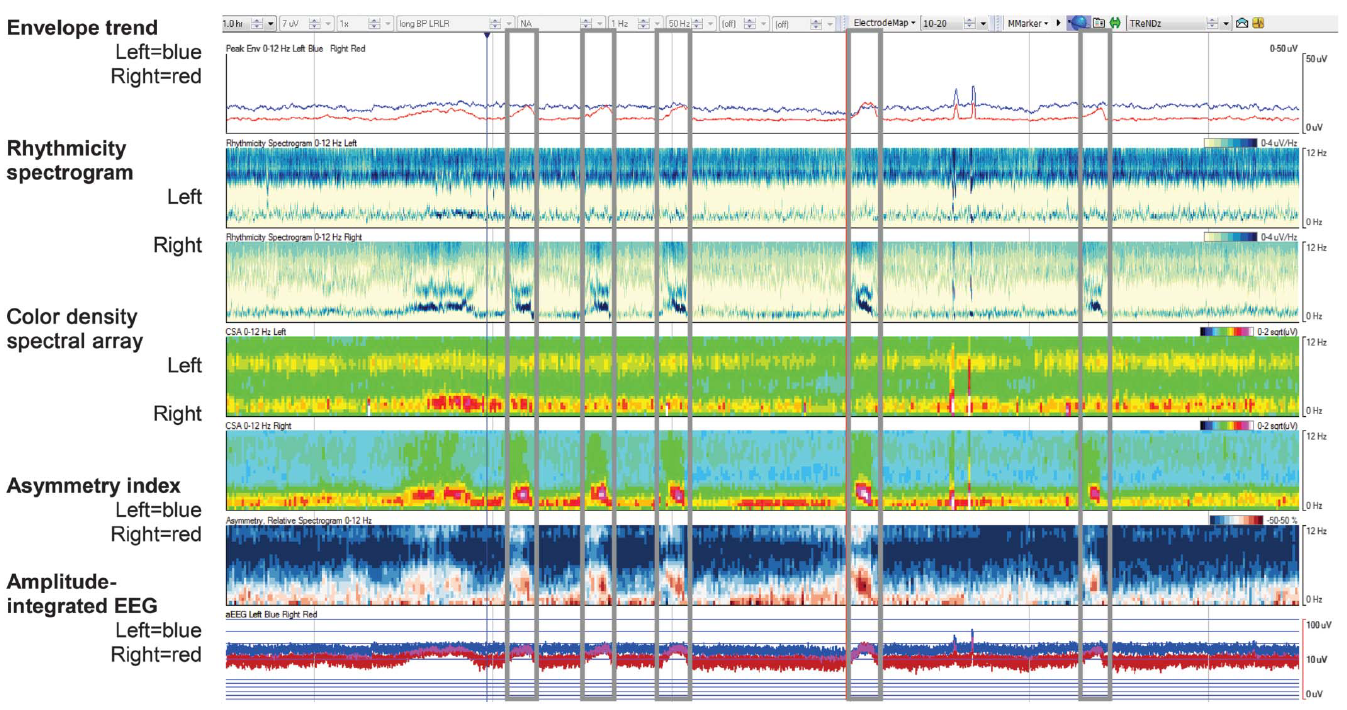 Envelope trend
Left=blue
Right=red
Rhythmicity
spectrogram
Left
Right
Color density
spectral array
Left
Right
Asymmetry index
Left=blue
Right=red
Amplitude-
integrated EEG
Left=blue
Right=red
1.0 hr 7 uV 1x long BP LRLR NA 1 Hz 50 Hz (off) (off) ElectrodeMap 10-20 MMarker TReNDz
Peak Env 0-12 Hz Left Blue Right Red 0-50 uV
50 uV
0 uV
Rhythmicity Spectrogram 0-12 Hz Left 0-4 uV/Hz
12 Hz
0 Hz
Rhythmicity Spectrogram 0-12 Hz Right 0-4 uV/Hz
12 Hz
0 Hz
CSA 0-12 Hz Left 0-2 sqrt(uV)
12 Hz
0 Hz
CSA 0-12 Hz Right 0-2 sqrt(uV)
12 Hz
0 Hz
Asymmetry, Relative Spectrogram 0-12 Hz -50-50 %
12 Hz
0 Hz
aEEG Left Blue Right Red
100 uV
10 uV
0 uV